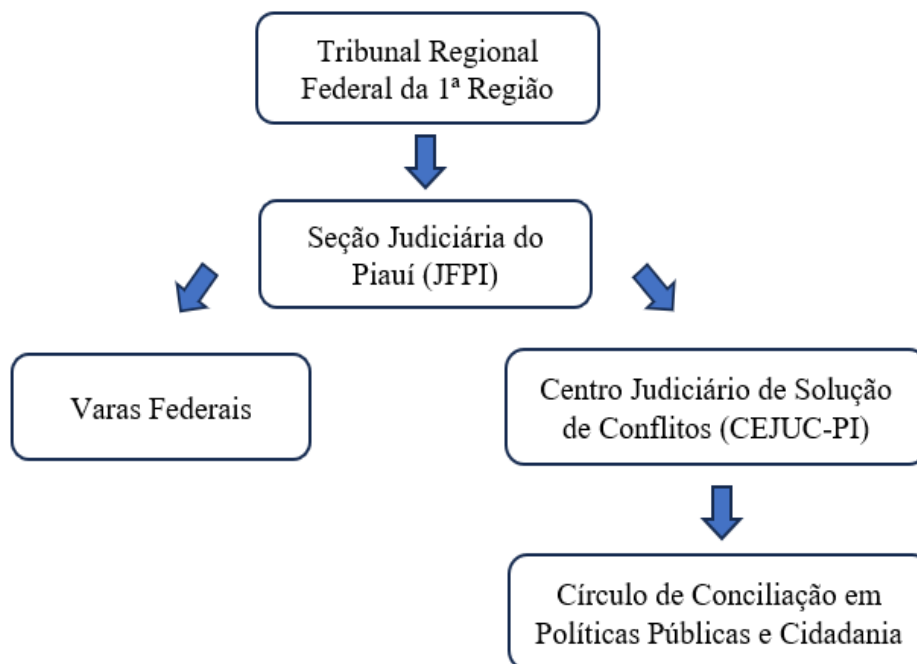 Tribunal Regional
Federal da 1ª Região
Seção Judiciária do
Piauí (JFPI)
Varas Federais
Centro Judiciário de Solução
de Conflitos (CEJUC-PI)
Círculo de Conciliação em
Políticas Públicas e Cidadania